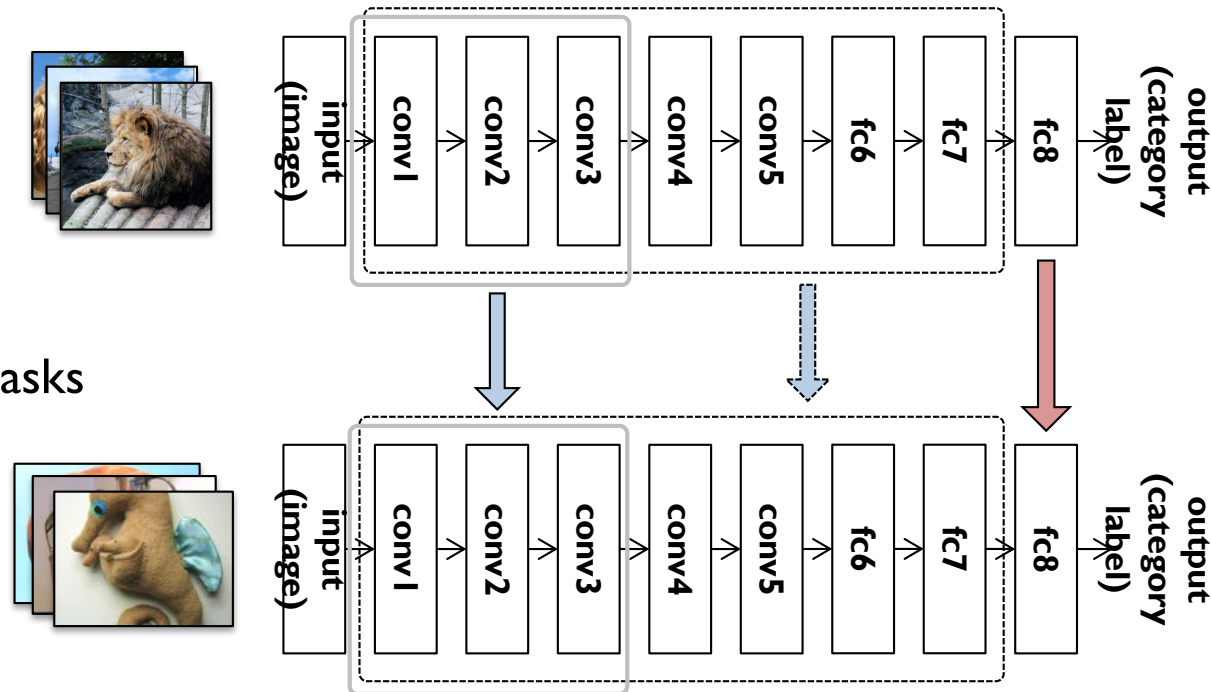 input
(image)
conv1
conv2
conv3
conv4
conv5
fc6
fc7
fc8
output
(category
label)
asks
input
(image)
conv1
conv2
conv3
conv4
conv5
fc6
fc7
fc8
output
(category
label)